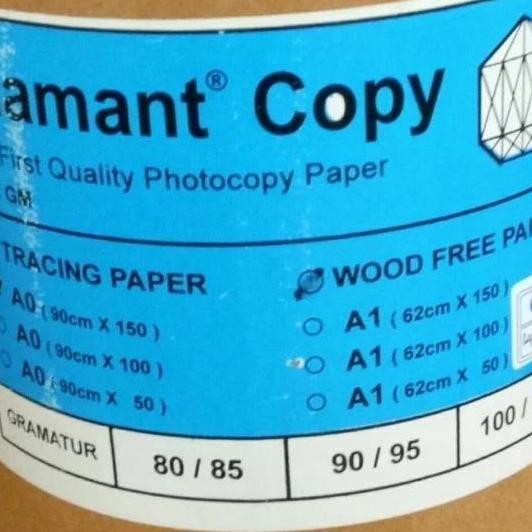 amant® Copy
First Quality Photocopy Paper
GM
TRACING PAPER
A0 (90cm X 150)
A0 (90cm X 100)
A0 (90cm X 50)
WOOD FREE PA
A1 (62cm X 150)
A1 (62cm X 100)
A1 (62cm X 50)
GRAMATUR 80 / 85 90 / 95 100 /